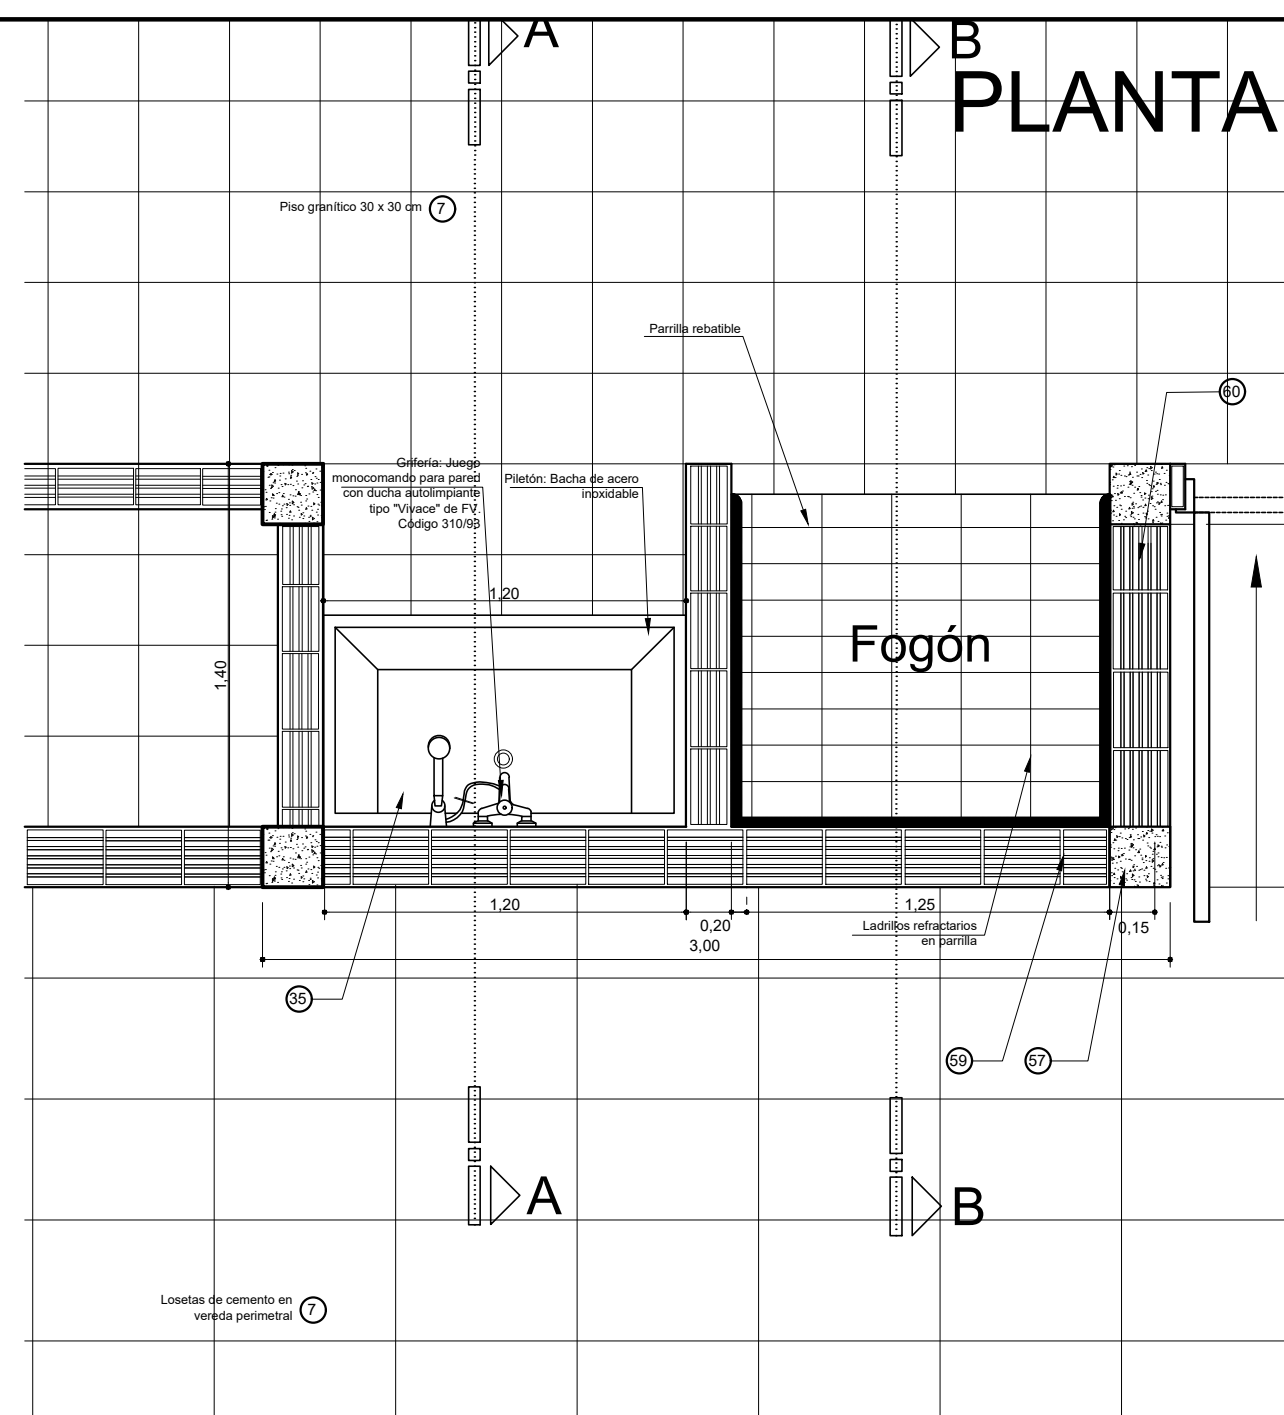 A
B
PLANTA
Piso granítico 30 x 30 cm
7
Parrilla rebatible
60
Grifería: Juego
monocomando para pared
con ducha autolimpiante
tipo "Vivace" de FV.
Código 310/93
Piletón: Bacha de acero
inoxidable
1,20
Fogón
1,40
1,20
0,20
1,25
0,15
Ladrillos refractarios
en parrilla
3,00
35
59
57
A
B
Losetas de cemento en
vereda perimetral
7